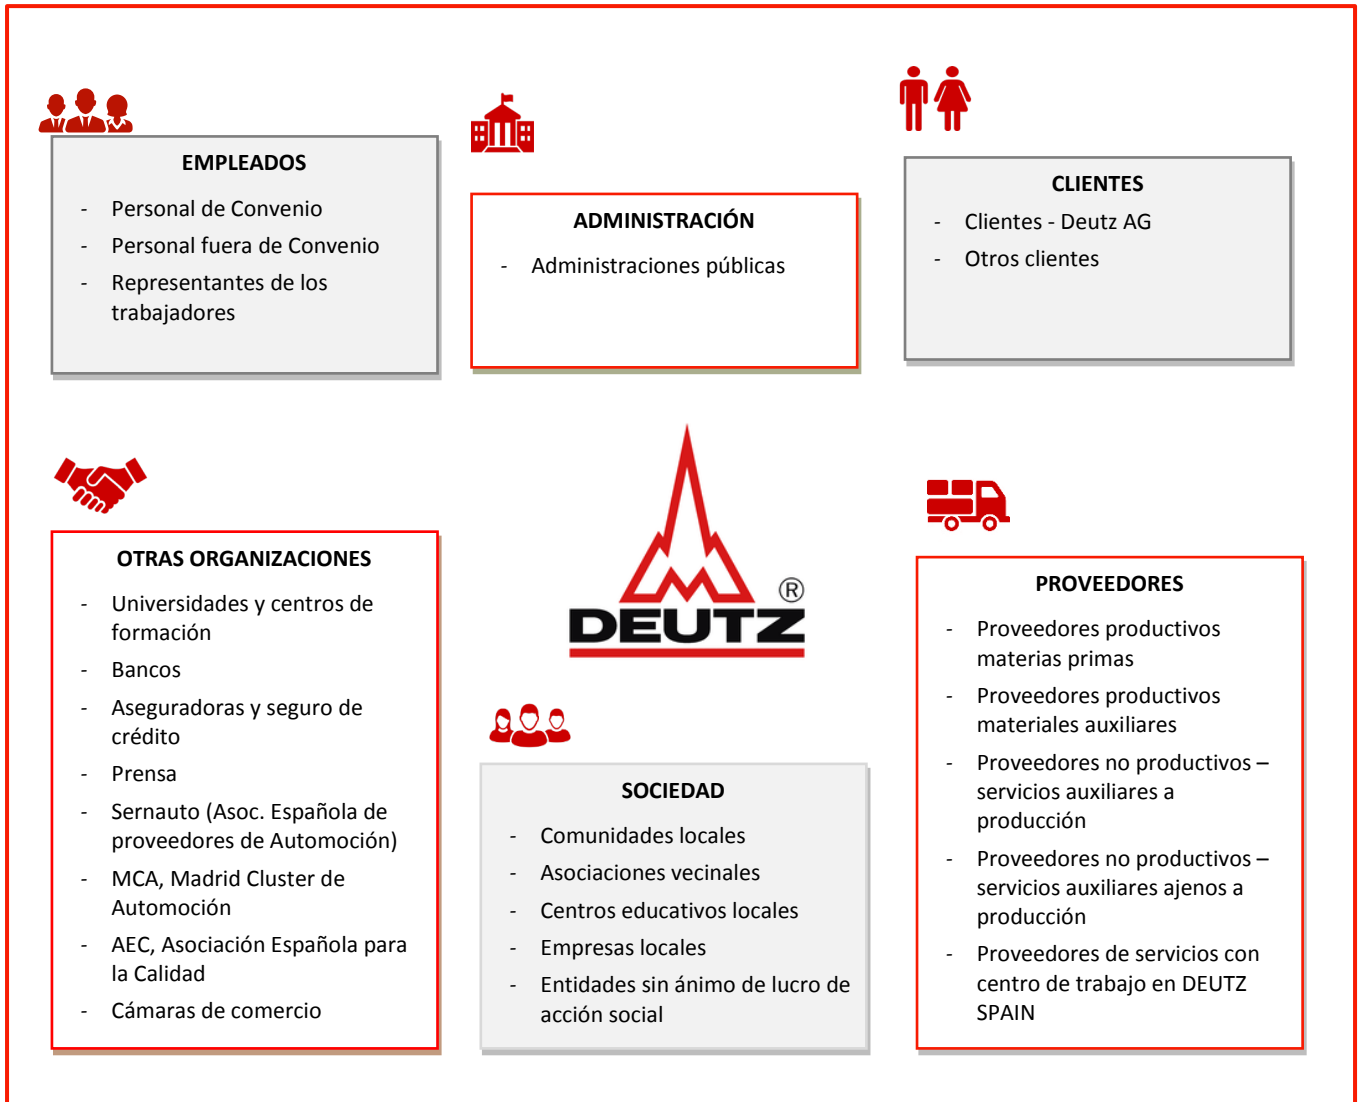 EMPLEADOS
- Personal de Convenio
- Personal fuera de Convenio
- Representantes de los
trabajadores
ADMINISTRACIÓN
- Administraciones públicas
CLIENTES
- Clientes - Deutz AG
- Otros clientes
OTRAS ORGANIZACIONES
- Universidades y centros de
formación
- Bancos
- Aseguradoras y seguro de
crédito
- Prensa
- Sernauto (Asoc. Española de
proveedores de Automoción)
- MCA, Madrid Cluster de
Automoción
- AEC, Asociación Española para
la Calidad
- Cámaras de comercio
®
DEUTZ
SOCIEDAD
- Comunidades locales
- Asociaciones vecinales
- Centros educativos locales
- Empresas locales
- Entidades sin ánimo de lucro de
acción social
PROVEEDORES
- Proveedores productivos
materias primas
- Proveedores productivos
materiales auxiliares
- Proveedores no productivos –
servicios auxiliares a
producción
- Proveedores no productivos –
servicios auxiliares ajenos a
producción
- Proveedores de servicios con
centro de trabajo en DEUTZ
SPAIN